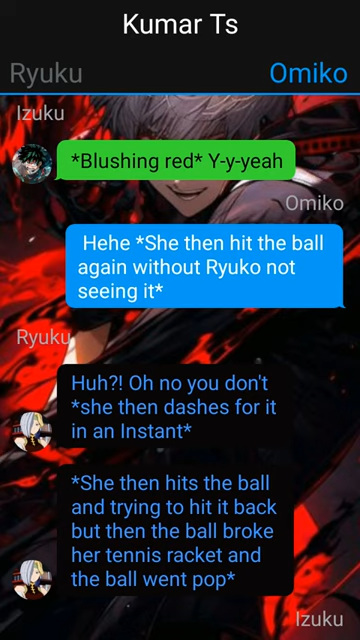 Kumar Ts
Ryuku
Omiko
Izuku
*Blushing red* Y-y-yeah
Omiko
Hehe *She then hit the ball
again without Ryuko not
seeing it*
Ryuku
Huh?! Oh no you don't
*she then dashes for it
in an Instant*
*She then hits the ball
and trying to hit it back
but then the ball broke
her tennis racket and
the ball went pop*
Izuku